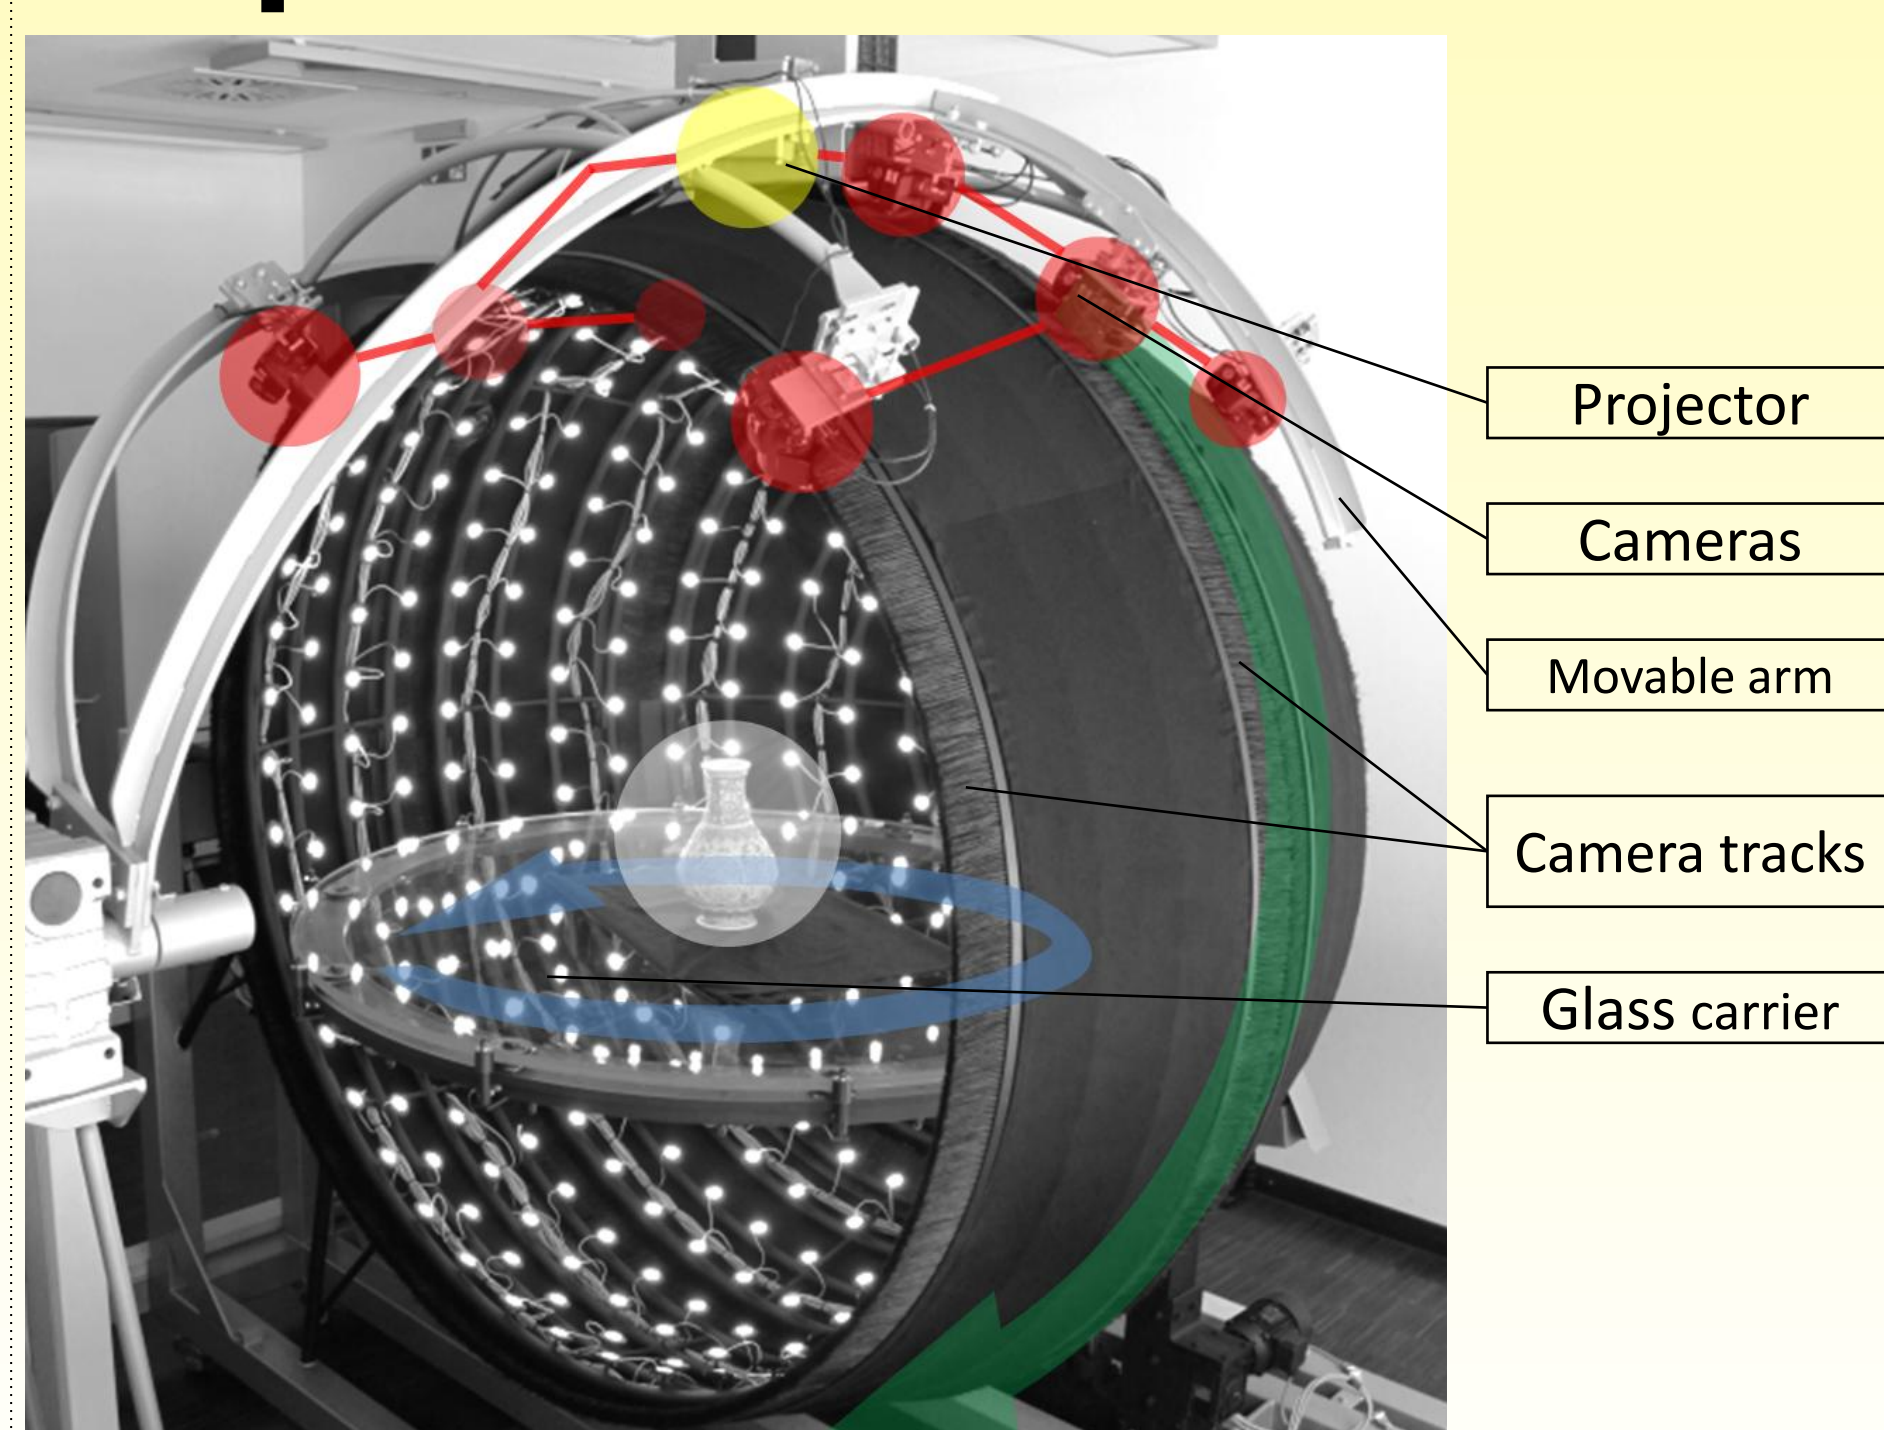 Projector
Cameras
Movable arm
Camera tracks
Glass carrier